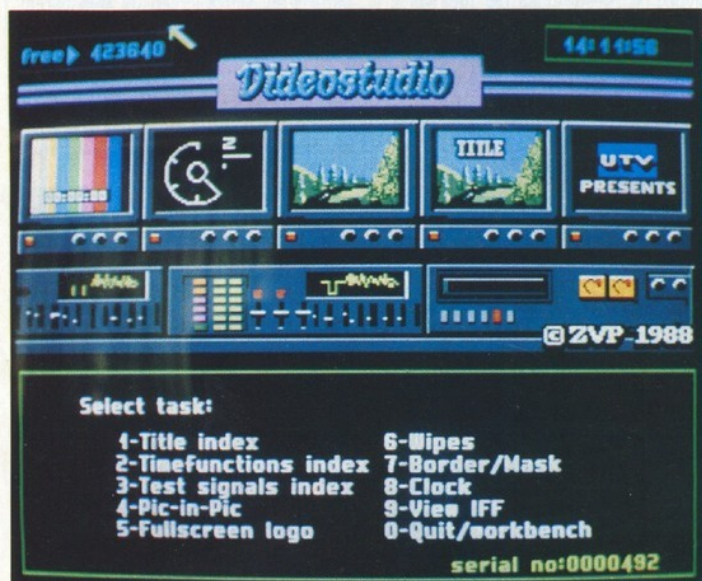 free 423640
14:11:56
Videostudio
00:00:00
2
TITLE
UTV
PRESENTS
© ZVP 1988
Select task:
1-Title index
2-Timefunctions index
3-Test signals index
4-Pic-in-Pic
5-Fullscreen logo
6-Wipes
7-Border/Mask
8-Clock
9-View IFF
0-Quit/workbench
serial no:0000492